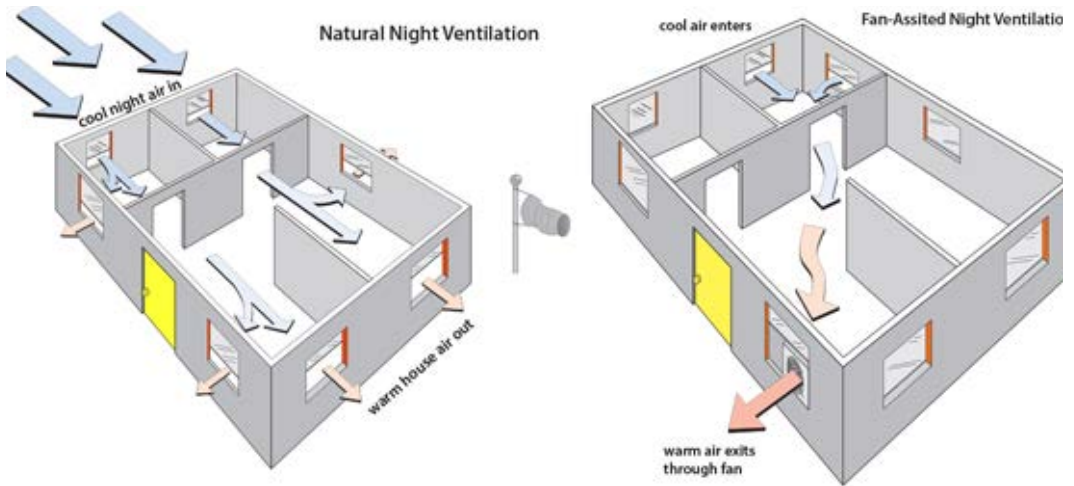 Natural Night Ventilation
cool night air in
warm house air out
cool air enters
Fan-Assited Night Ventilatio
warm air exits
through fan